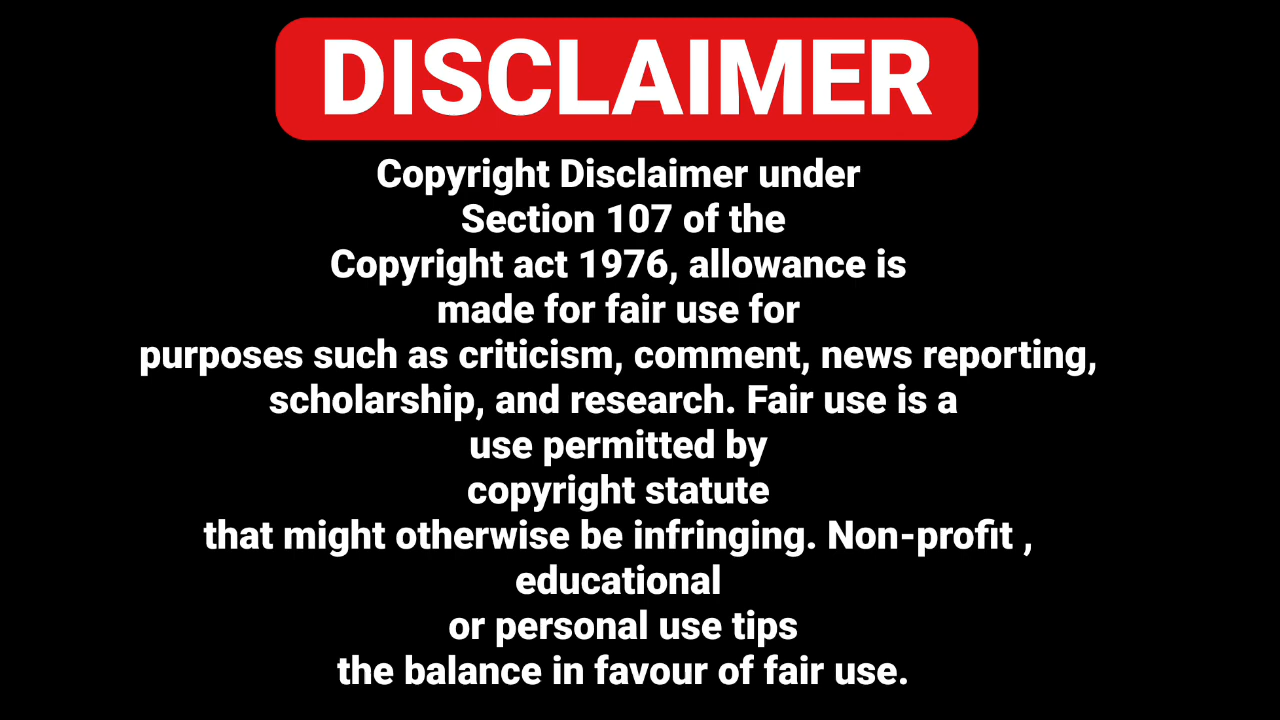 DISCLAIMER
Copyright Disclaimer under
Section 107 of the
Copyright act 1976, allowance is
made for fair use for
purposes such as criticism, comment, news reporting,
scholarship, and research. Fair use is a
use permitted by
copyright statute
that might otherwise be infringing. Non-profit ,
educational
or personal use tips
the balance in favour of fair use.